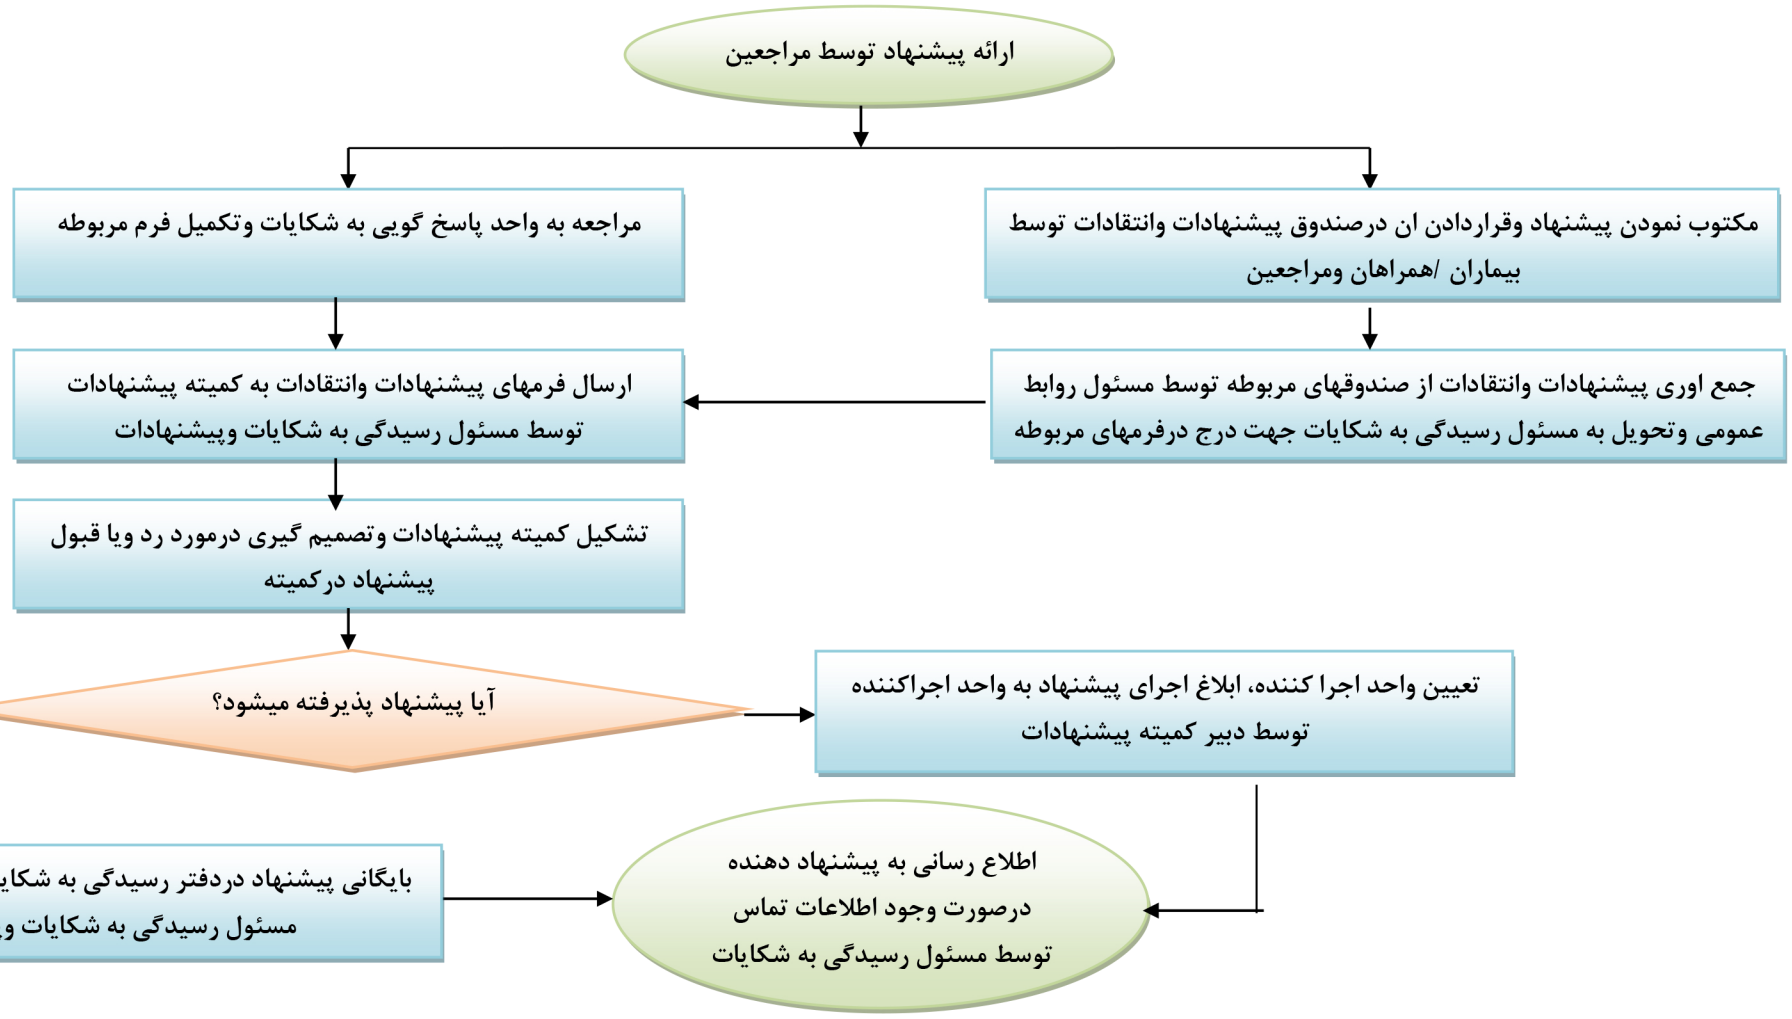 ارائه پیشنهاد توسط مراجعین
مکتوب نمودن پیشنهاد وقراردادن ان درصندوق پیشنهادات وانتقادات توسط
بیماران /همراهان ومراجعین
مراجعه به واحد پاسخ گویی به شکایات وتکمیل فرم مربوطه
جمع اوری پیشنهادات وانتقادات از صندوقهای مربوطه توسط مسئول روابط
عمومی وتحویل به مسئول رسیدگی به شکایات جهت درج درفرمهای مربوطه
ارسال فرمهای پیشنهادات وانتقادات به کمیته پیشنهادات
توسط مسئول رسیدگی به شکایات وپیشنهادات
تشکیل کمیته پیشنهادات وتصمیم گیری درمورد رد ویا قبول
پیشنهاد درکمیته
آیا پیشنهاد پذیرفته میشود؟
تعیین واحد اجرا کننده، ابلاغ اجرای پیشنهاد به واحد اجراکننده
توسط دبیر کمیته پیشنهادات
اطلاع رسانی به پیشنهاد دهنده
درصورت وجود اطلاعات تماس
توسط مسئول رسیدگی به شکایات
بایگانی پیشنهاد دردفتر رسیدگی به
مسئول رسیدگی به شکایات